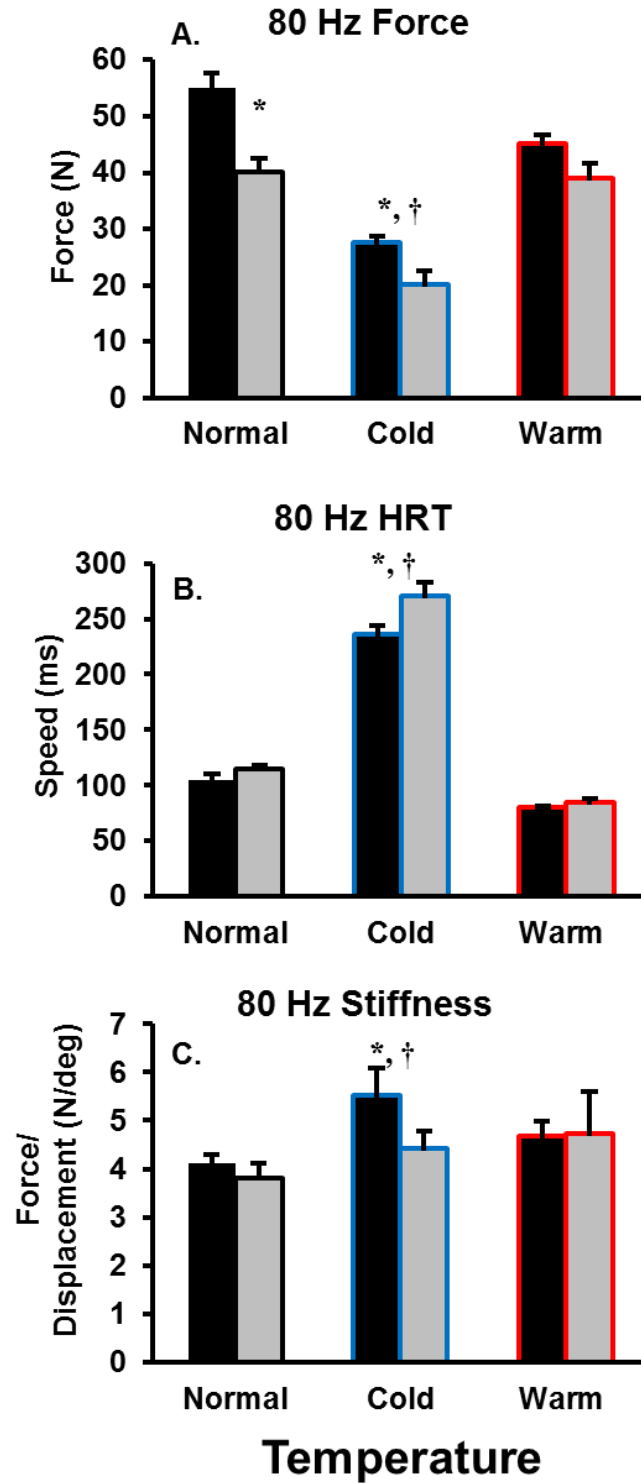 80 Hz Force
A.
60
50
40
30
20
10
0
Force (N)
*
*, †
Normal Cold Warm
80 Hz HRT
B.
300
250
200
150
100
50
0
Speed (ms)
*, †
Normal Cold Warm
80 Hz Stiffness
C.
7
6
5
4
3
2
1
0
Force/
Displacement (N/deg)
*, †
Normal Cold Warm
Temperature